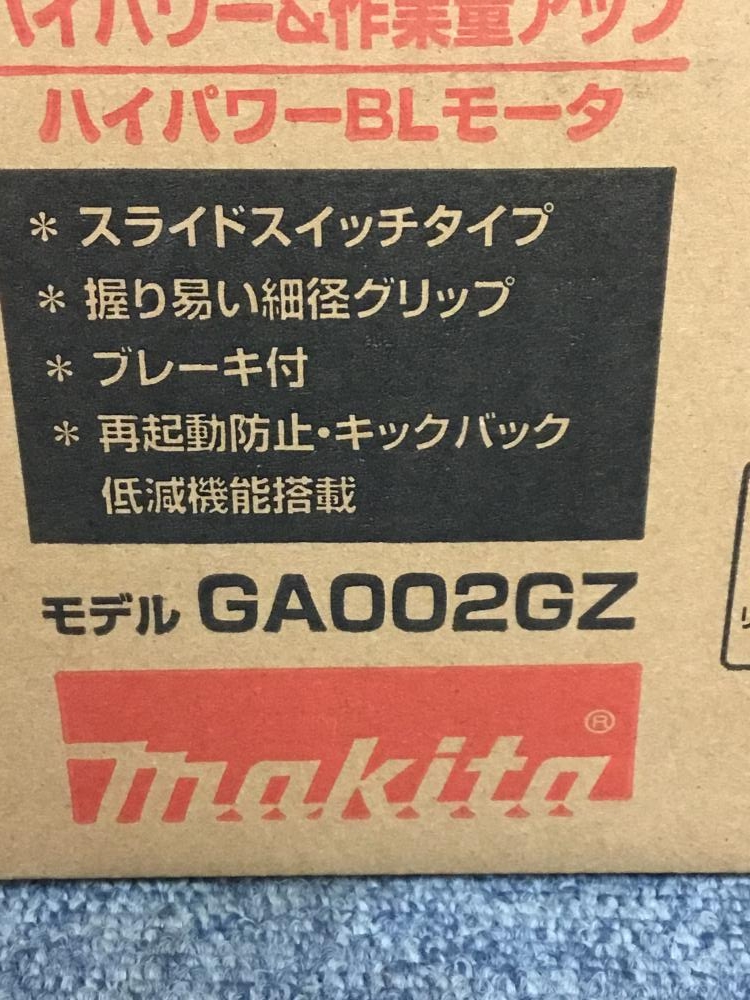 ハイパワー&作業量アップ
ハイパワーBLモータ
* スライドスイッチタイプ
* 握り易い細径グリップ
* ブレーキ付
* 再起動防止・キックバック
低減機能搭載
モデル GA002GZ
makita®
リ